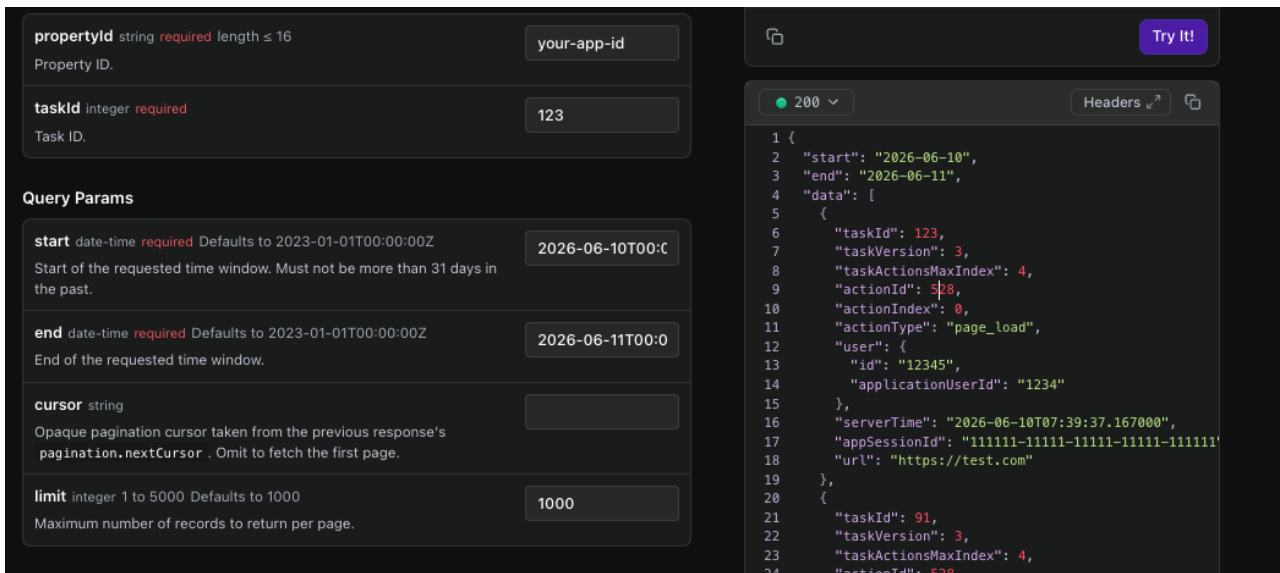 propertyId string required length ≤ 16
your-app-id
Property ID.
taskId integer required
123
Task ID.
Query Params
start date-time required Defaults to 2023-01-01T00:00:00Z
2026-06-10T00:0
Start of the requested time window. Must not be more than 31 days in
the past.
end date-time required Defaults to 2023-01-01T00:00:00Z
2026-06-11T00:0
End of the requested time window.
cursor string
Opaque pagination cursor taken from the previous response's
pagination.nextCursor . Omit to fetch the first page.
limit integer 1 to 5000 Defaults to 1000
1000
Maximum number of records to return per page.
Try It!
200
Headers
1 {
2 "start": "2026-06-10",
3 "end": "2026-06-11",
4 "data": [
5 {
6 "taskId": 123,
7 "taskVersion": 3,
8 "taskActionsMaxIndex": 4,
9 "actionId": 528,
10 "actionIndex": 0,
11 "actionType": "page_load",
12 "user": {
13 "id": "12345",
14 "applicationUserId": "1234"
15 },
16 "serverTime": "2026-06-10T07:39:37.167000",
17 "appSessionId": "111111-11111-11111-11111-111111"
18 "url": "https://test.com"
19 },
20 {
21 "taskId": 91,
22 "taskVersion": 3,
23 "taskActionsMaxIndex": 4,
24 "actionId": 528,